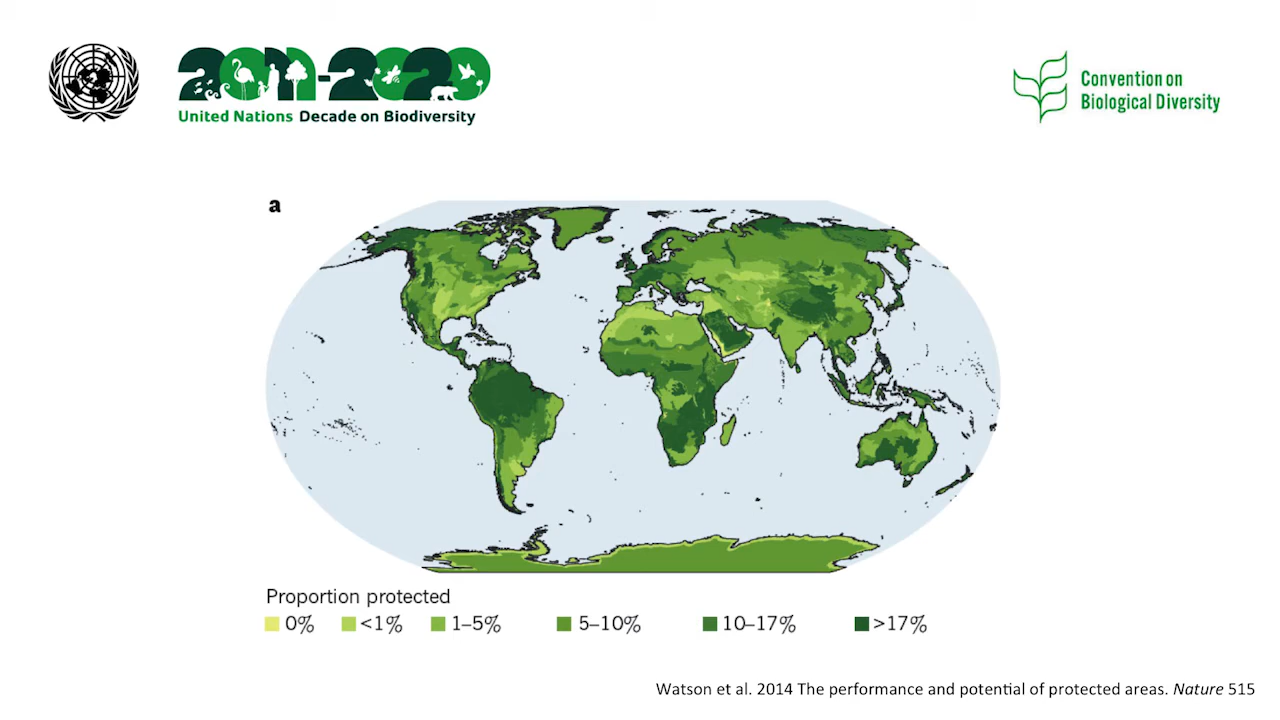 2011-2020
United Nations Decade on Biodiversity
Convention on
Biological Diversity
a
Proportion protected
0% <1% 1–5% 5–10% 10–17% >17%
Watson et al. 2014 The performance and potential of protected areas. Nature 515